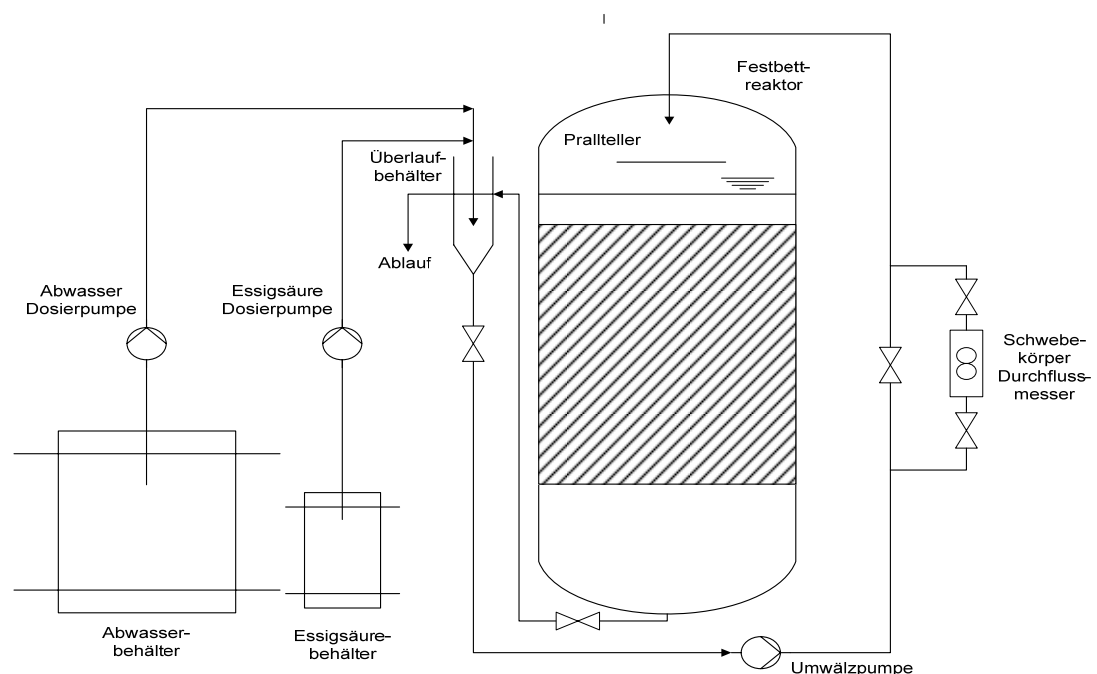 Festbett-
reaktor
Prallteller
Überlauf-
behälter
Ablauf
Abwasser
Dosierpumpe
Essigsäure
Dosierpumpe
Schwebe-
körper
Durchfluss-
messer
Abwasser-
behälter
Essigsäure-
behälter
Umwälzpumpe